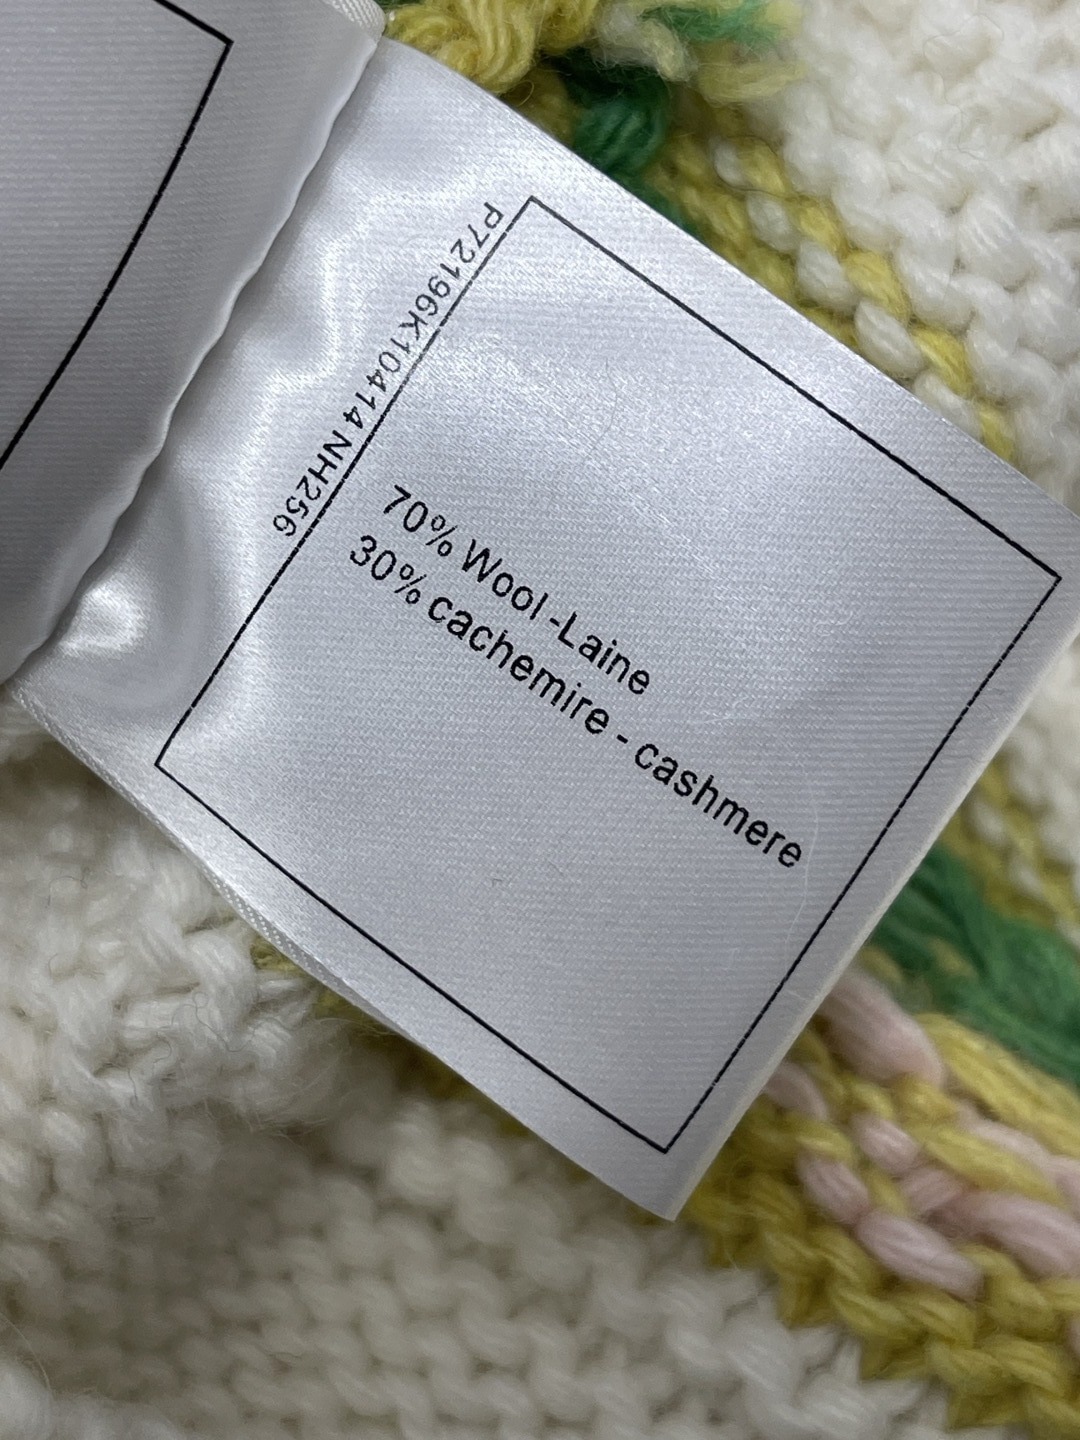 P72196K10414 NH256
70% Wool -Laine
30% cachemire - cashmere